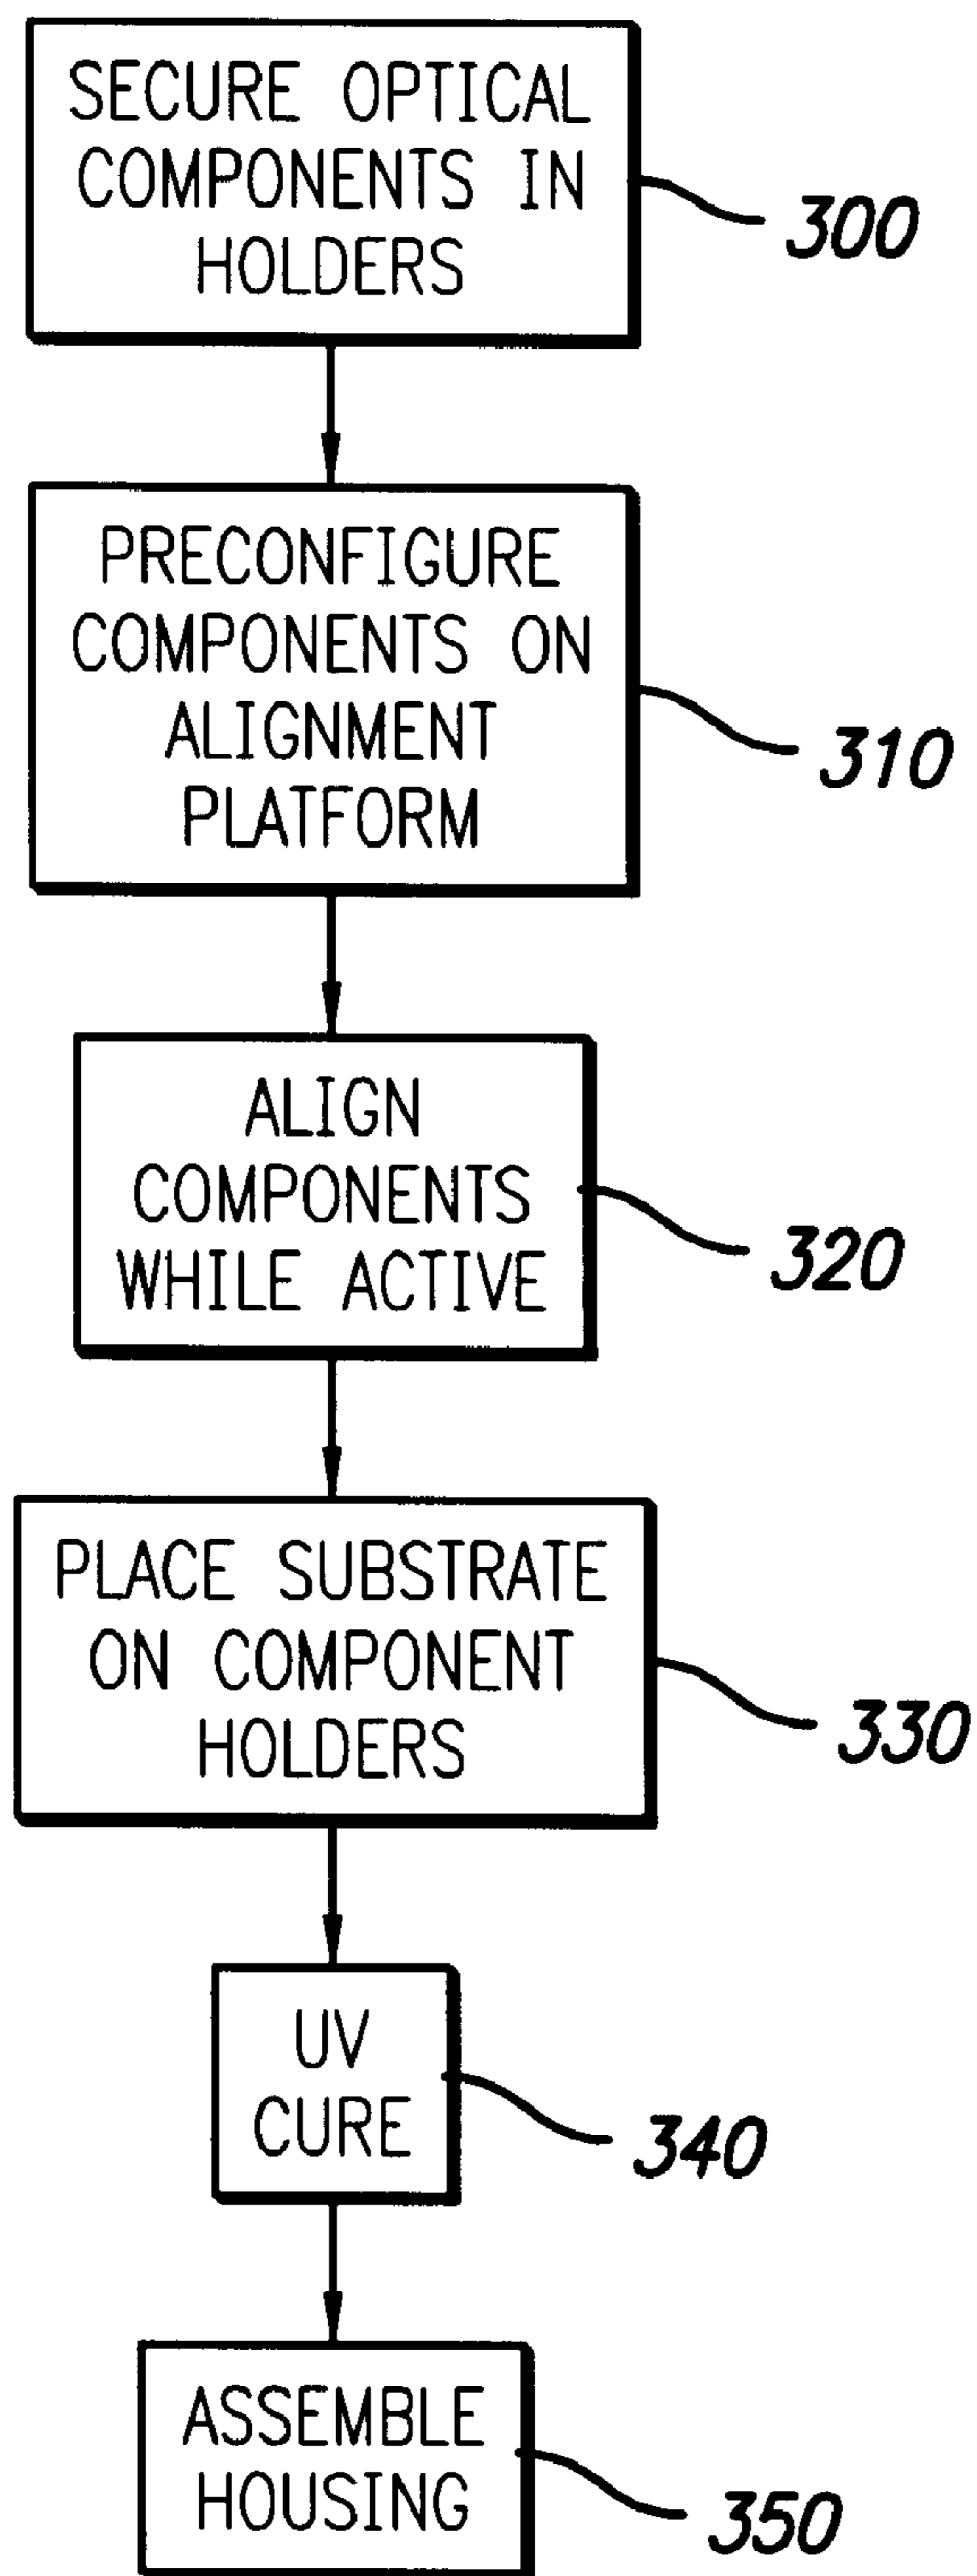 SECURE OPTICAL
COMPONENTS IN
HOLDERS
300
PRECONFIGURE
COMPONENTS ON
ALIGNMENT
PLATFORM
310
ALIGN
COMPONENTS
WHILE ACTIVE
320
PLACE SUBSTRATE
ON COMPONENT
HOLDERS
330
UV
CURE
340
ASSEMBLE
HOUSING
350